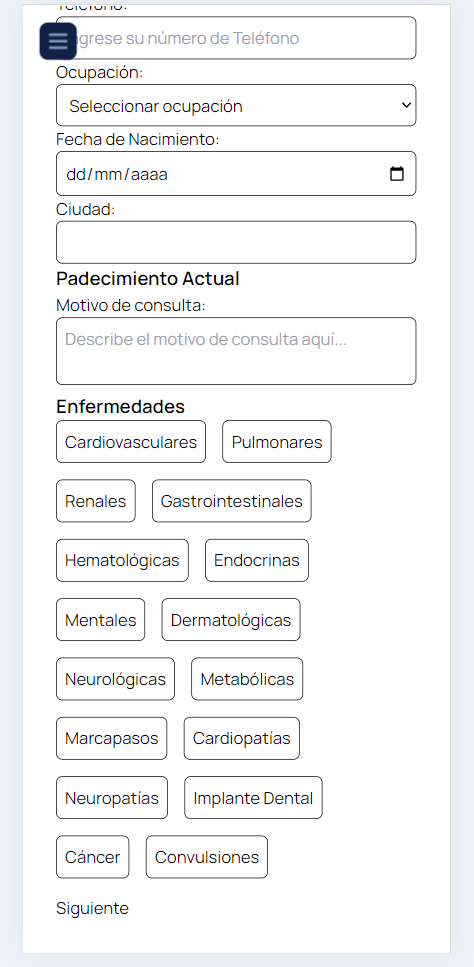 Teléfono:
ngrese su número de Teléfono
Ocupación:
Seleccionar ocupación
Fecha de Nacimiento:
dd/mm/aaaa
Ciudad:
Padecimiento Actual
Motivo de consulta:
Describe el motivo de consulta aquí...
Enfermedades
Cardiovasculares Pulmonares
Renales Gastrointestinales
Hematológicas Endocrinas
Mentales Dermatológicas
Neurológicas Metabólicas
Marcapasos Cardiopatías
Neuropatías Implante Dental
Cáncer Convulsiones
Siguiente